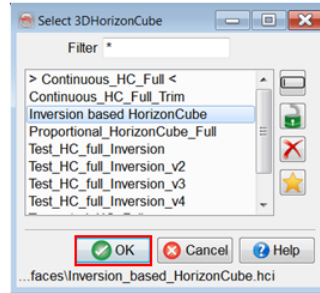 Select 3DHorizonCube
Filter *
> Continuous_HC_Full <
Continuous_HC_Full_Trim
Inversion based HorizonCube
Proportional_HorizonCube_Full
Test_HC_full_Inversion
Test_HC_full_Inversion_v2
Test_HC_full_Inversion_v3
Test_HC_full_Inversion_v4
OK Cancel Help
...faces\Inversion_based_HorizonCube.hci